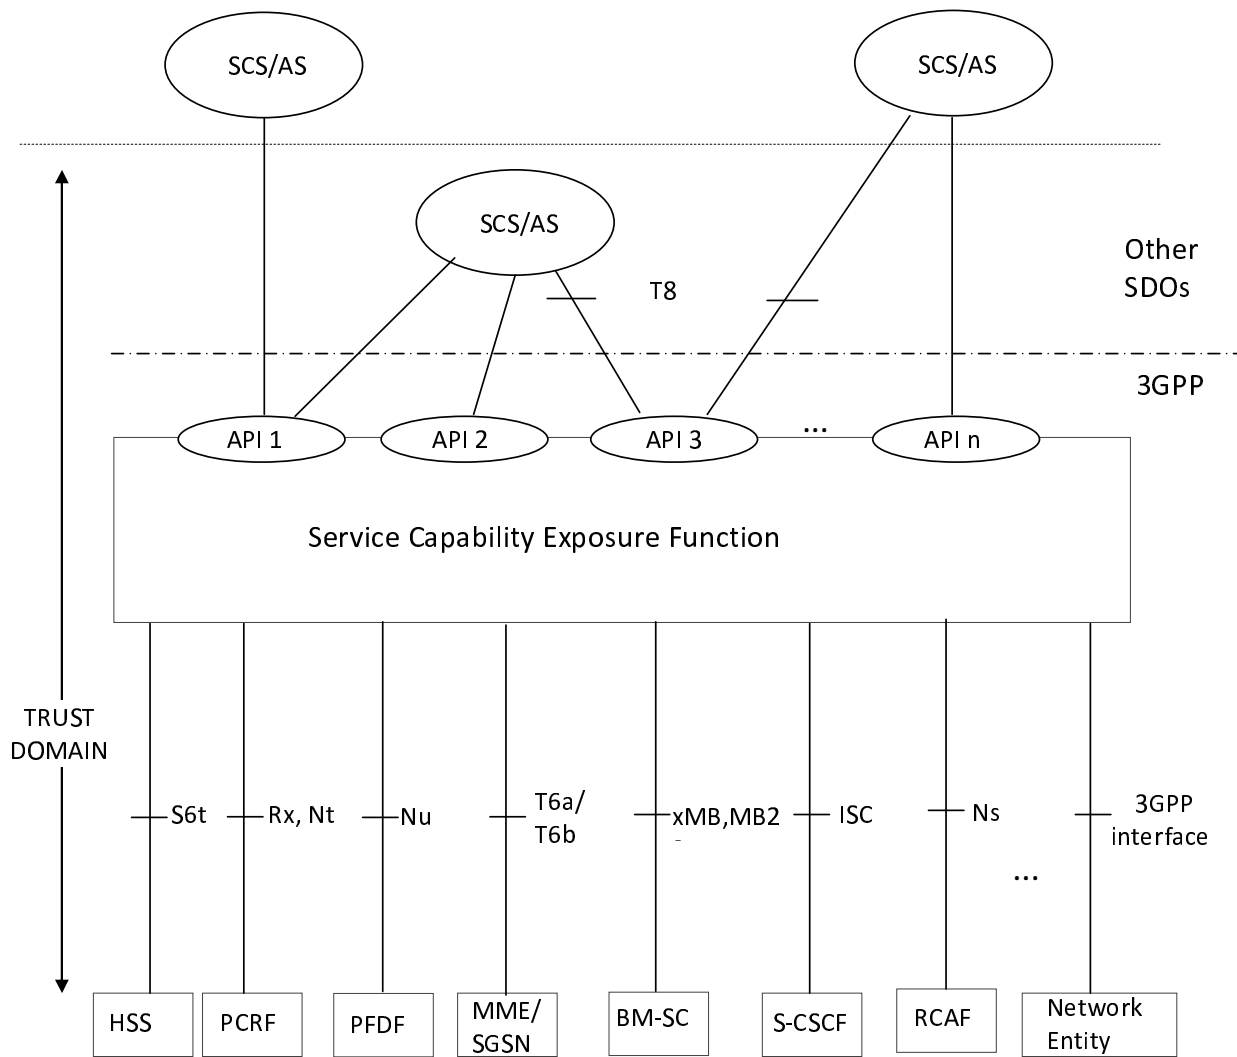 SCS/AS
SCS/AS
SCS/AS
T8
Other
SDOs
3GPP
API 1
API 2
API 3
...
API n
Service Capability Exposure Function
TRUST
DOMAIN
S6t
Rx, Nt
Nu
T6a/
T6b
xMB,MB2
ISC
Ns
3GPP
interface
...
HSS
PCRF
PFDF
MME/
SGSN
BM-SC
S-CSCF
RCAF
Network
Entity